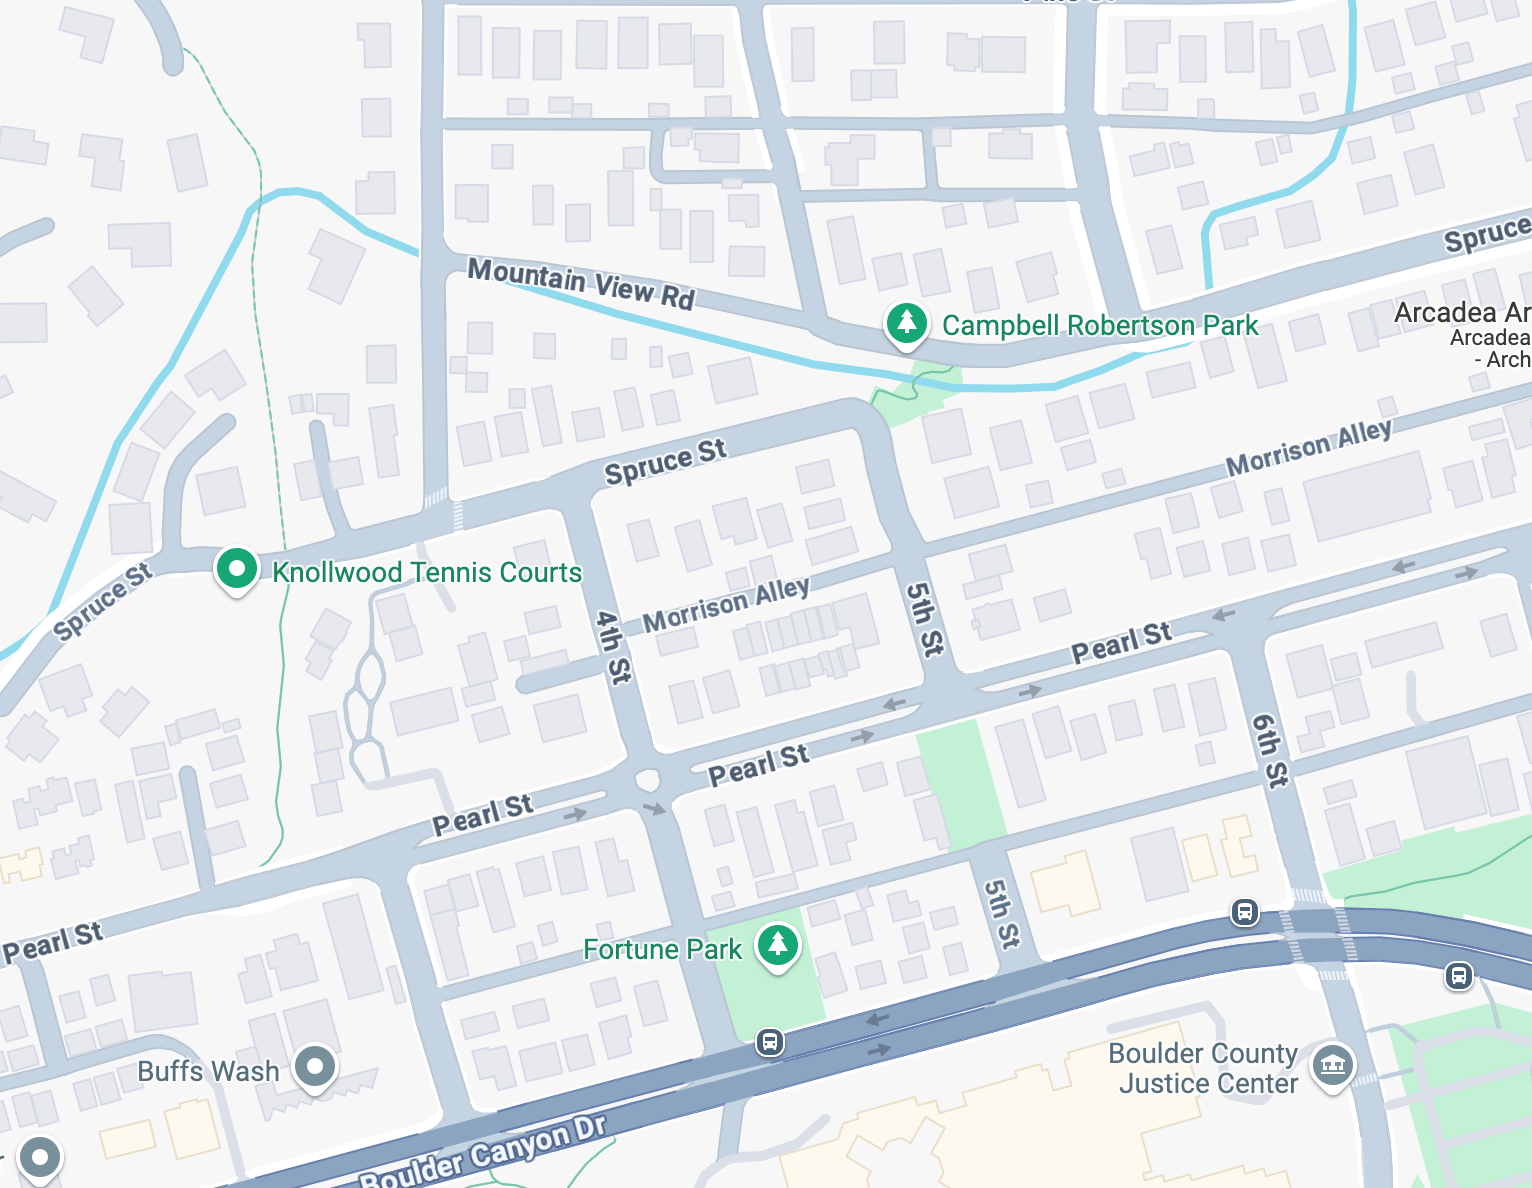 Mountain View Rd
Campbell Robertson Park
Spruce
Arcadea Ar
Arcadea
- Arch
Morrison Alley
Spruce St
Knollwood Tennis Courts
Spruce St
Morrison Alley
4th St
5th St
Pearl St
Pearl St
6th St
Pearl St
Pearl St
5th St
Fortune Park
Buffs Wash
Boulder County
Justice Center
Boulder Canyon Dr